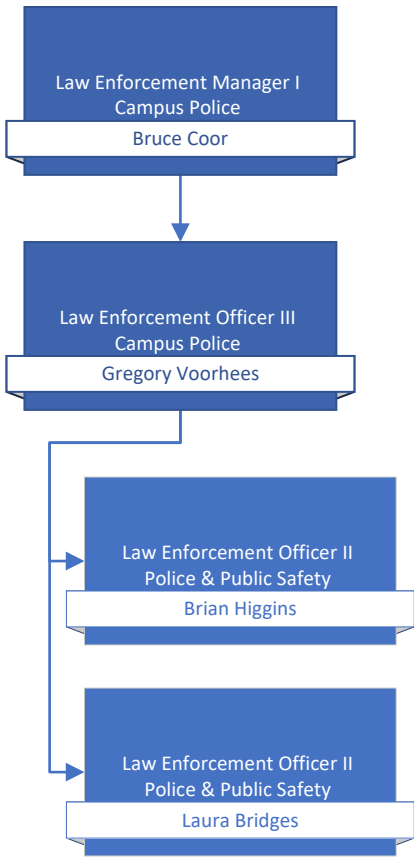 Law Enforcement Manager I
Campus Police
Bruce Coor
Law Enforcement Officer III
Campus Police
Gregory Voorhees
Law Enforcement Officer II
Police & Public Safety
Brian Higgins
Law Enforcement Officer II
Police & Public Safety
Laura Bridges